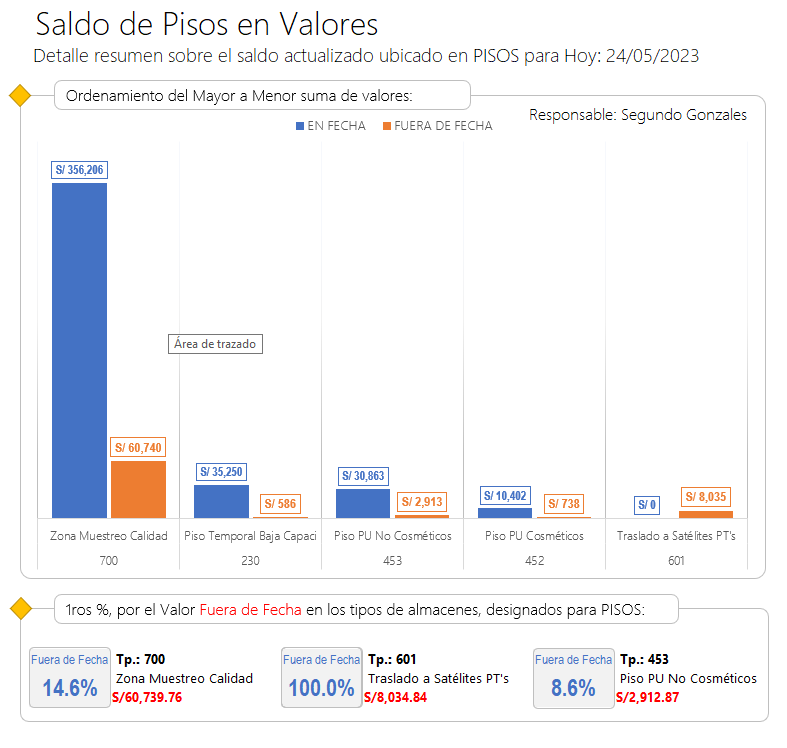 Saldo de Pisos en Valores
Detalle resumen sobre el saldo actualizado ubicado en PISOS para Hoy: 24/05/2023
Ordenamiento del Mayor a Menor suma de valores:
Responsable: Segundo Gonzales
EN FECHA FUERA DE FECHA
S/ 356,206
Área de trazado
S/ 60,740
S/ 35,250
S/ 586
S/ 30,863
S/ 2,913
S/ 10,402
S/ 738
S/ 0
S/ 8,035
Zona Muestreo Calidad Piso Temporal Baja Capaci Piso PU No Cosméticos Piso PU Cosméticos Traslado a Satélites PT's
700 230 453 452 601
1ros %, por el Valor Fuera de Fecha en los tipos de almacenes, designados para PISOS:
Fuera de Fecha
14.6%
Tp.: 700
Zona Muestreo Calidad
S/60,739.76
Fuera de Fecha
100.0%
Tp.: 601
Traslado a Satélites PT's
S/8,034.84
Fuera de Fecha
8.6%
Tp.: 453
Piso PU No Cosméticos
S/2,912.87